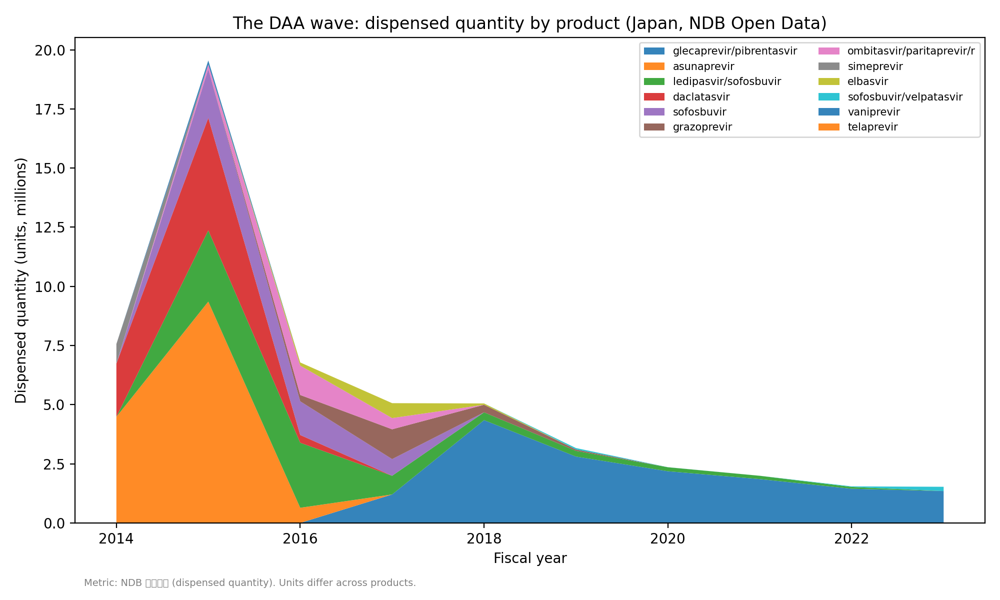 The DAA wave: dispensed quantity by product (Japan, NDB Open Data)
20.0
17.5
15.0
12.5
10.0
7.5
5.0
2.5
0.0
Dispensed quantity (units, millions)
glecaprevir/pibrentasvir
asunaprevir
ledipasvir/sofosbuvir
daclatasvir
sofosbuvir
grazoprevir
ombitasvir/paritaprevir/r
simeprevir
elbasvir
sofosbuvir/velpatasvir
vaniprevir
telaprevir
2014
2016
2018
2020
2022
Fiscal year
Metric: NDB (dispensed quantity). Units differ across products.